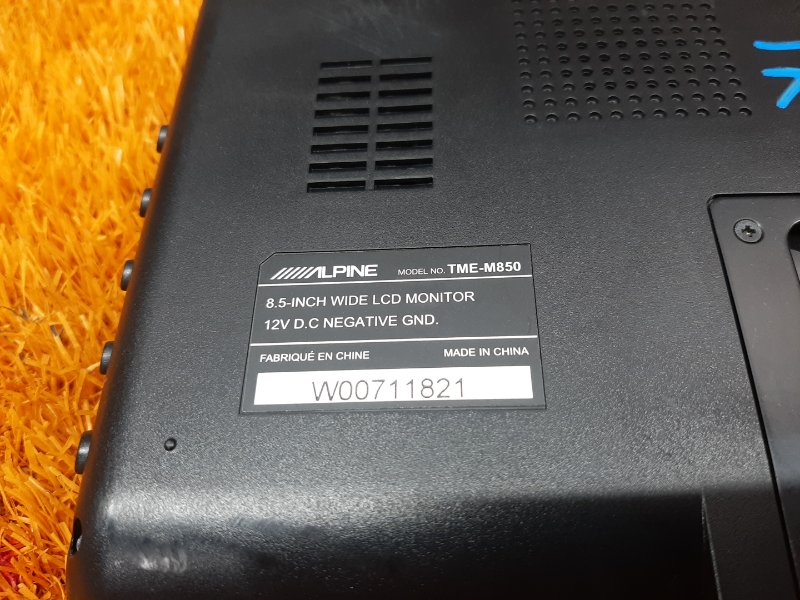 ALPINE MODEL NO. TME-M850
8.5-INCH WIDE LCD MONITOR
12V D.C NEGATIVE GND.
FABRIQUÉ EN CHINE MADE IN CHINA
W00711821